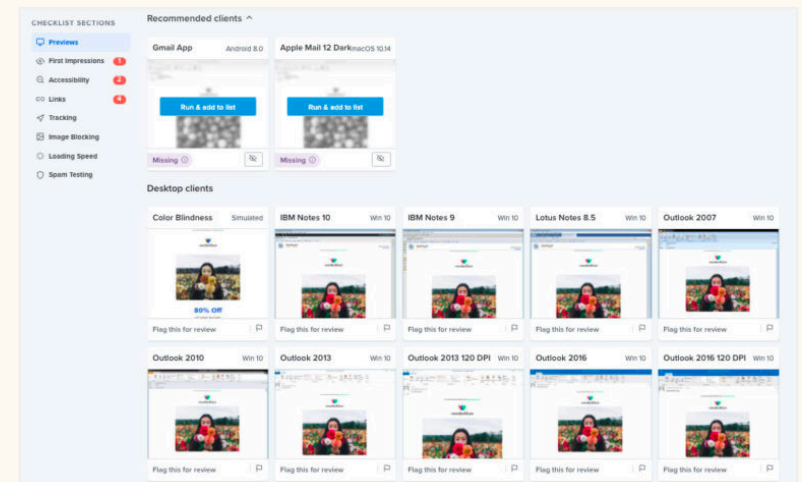 CHECKLIST SECTIONS
Previews
First Impressions
Accessibility
Links
Tracking
Image Blocking
Loading Speed
Spam Testing
Recommended clients
Gmail App Android 8.0
Run & add to list
Missing
Apple Mail 12 Dark macOS 10.14
Run & add to list
Missing
Desktop clients
Color Blindness Simulated
80% Off
Flag this for review
IBM Notes 10 Win 10
Flag this for review
IBM Notes 9 Win 10
Flag this for review
Lotus Notes 8.5 Win 10
Flag this for review
Outlook 2007 Win 10
Flag this for review
Outlook 2010 Win 10
Flag this for review
Outlook 2013 Win 10
Flag this for review
Outlook 2013 120 DPI Win 10
Flag this for review
Outlook 2016 Win 10
Flag this for review
Outlook 2016 120 DPI Win 10
Flag this for review